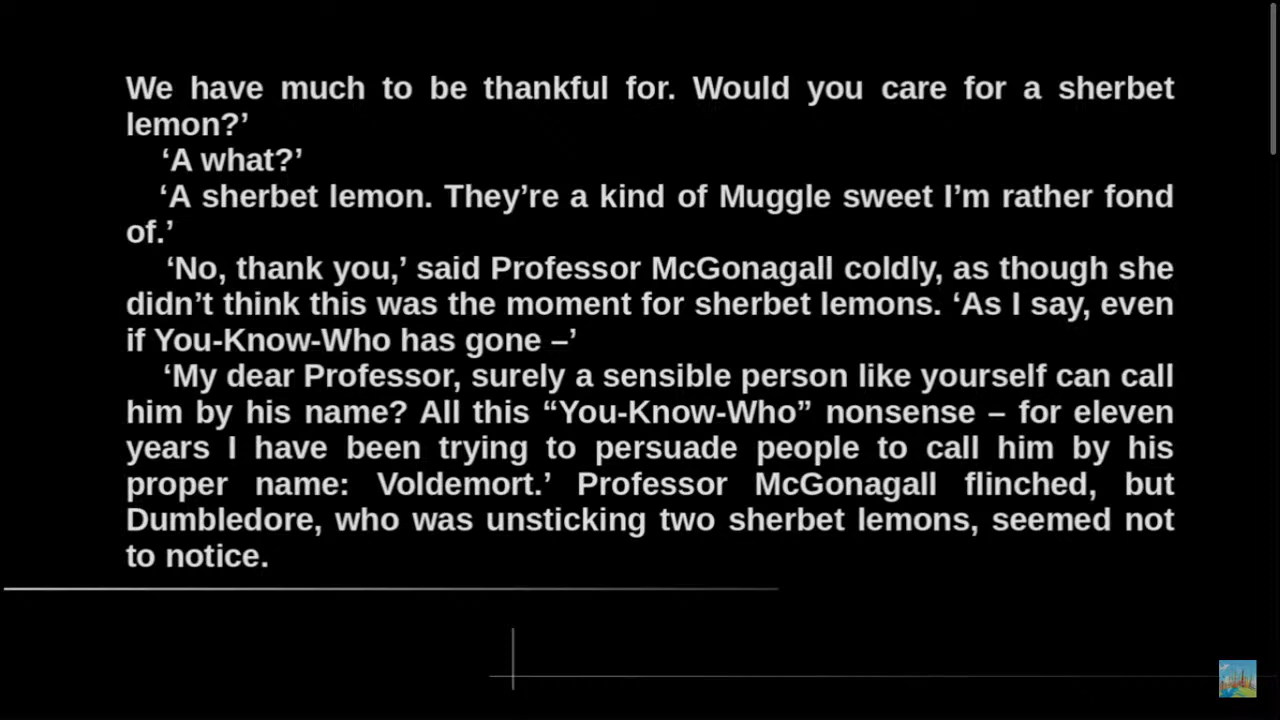 We have much to be thankful for. Would you care for a sherbet
lemon?’
‘A what?’
‘A sherbet lemon. They’re a kind of Muggle sweet I’m rather fond
of.’
‘No, thank you,’ said Professor McGonagall coldly, as though she
didn’t think this was the moment for sherbet lemons. ‘As I say, even
if You-Know-Who has gone –’
‘My dear Professor, surely a sensible person like yourself can call
him by his name? All this “You-Know-Who” nonsense – for eleven
years I have been trying to persuade people to call him by his
proper name: Voldemort.’ Professor McGonagall flinched, but
Dumbledore, who was unsticking two sherbet lemons, seemed not
to notice.